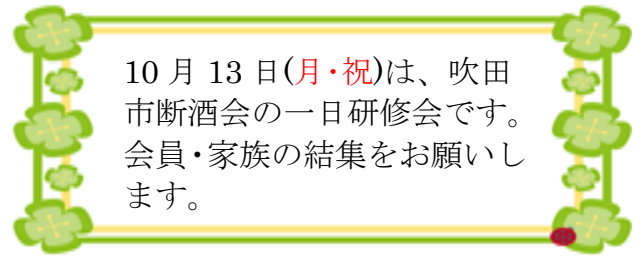 10 月 13 日(月・祝)は、吹田
市断酒会の一日研修会です。
会員・家族の結集をお願いし
ます。